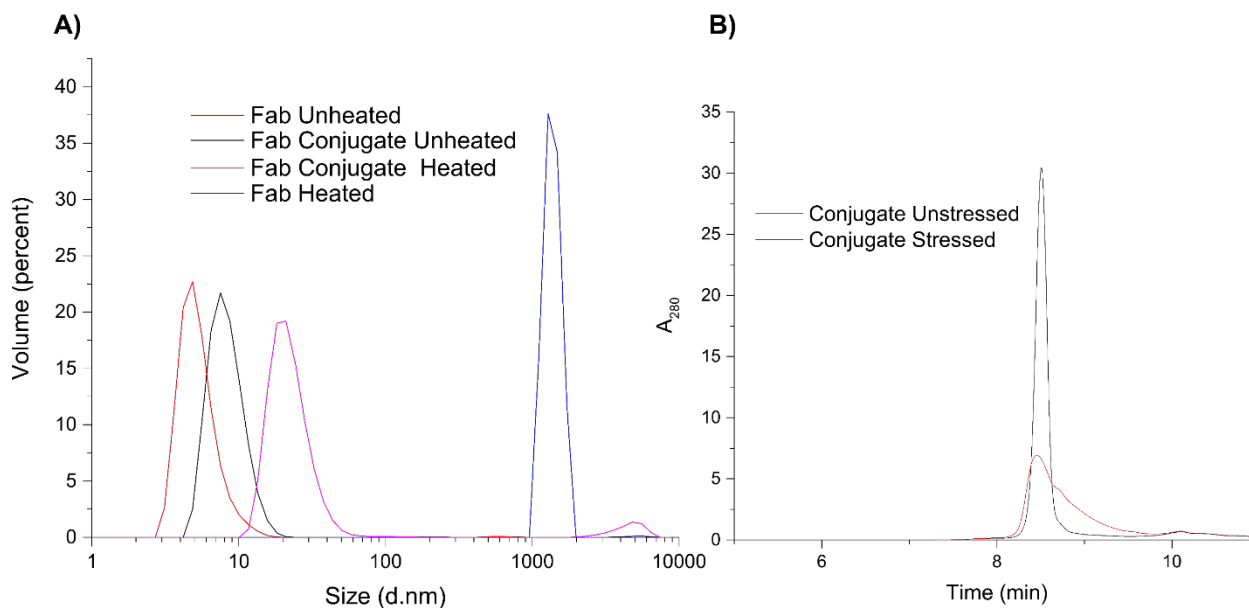 A)
Volume (percent)
40
35
30
25
20
15
10
5
0
Fab Unheated
Fab Conjugate Unheated
Fab Conjugate  Heated
Fab Heated
1
10
100
1000
10000
Size (d.nm)
B)
A280
35
30
25
20
15
10
5
0
Conjugate Unstressed
Conjugate Stressed
6
8
10
Time (min)